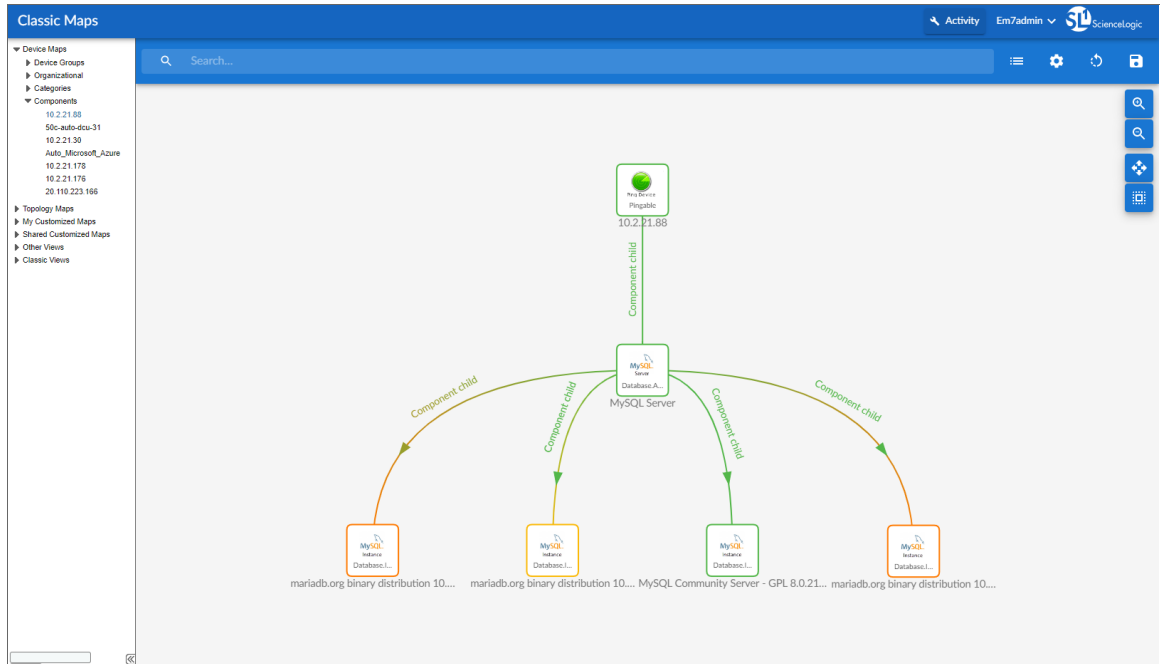 Classic Maps
Activity
Em7admin
SL1 ScienceLogic
Device Maps
Device Groups
Organizational
Categories
Components
10.2.21.88
50c-auto-dcu-31
10.2.21.30
Auto_Microsoft_Azure
10.2.21.178
10.2.21.176
20.110.223.166
Topology Maps
My Customized Maps
Shared Customized Maps
Other Views
Classic Views
Search...
Ping Device
Pingable
10.2.21.88
Component child
MySQL
Server
Database.A...
MySQL Server
Component child
Component child
Component child
Component child
MySQL
Instance
Database.I...
mariadb.org binary distribution 10....
MySQL
Instance
Database.I...
mariadb.org binary distribution 10....
MySQL
Instance
Database.I...
MySQL Community Server - GPL 8.0.21...
MySQL
Instance
Database.I...
mariadb.org binary distribution 10....